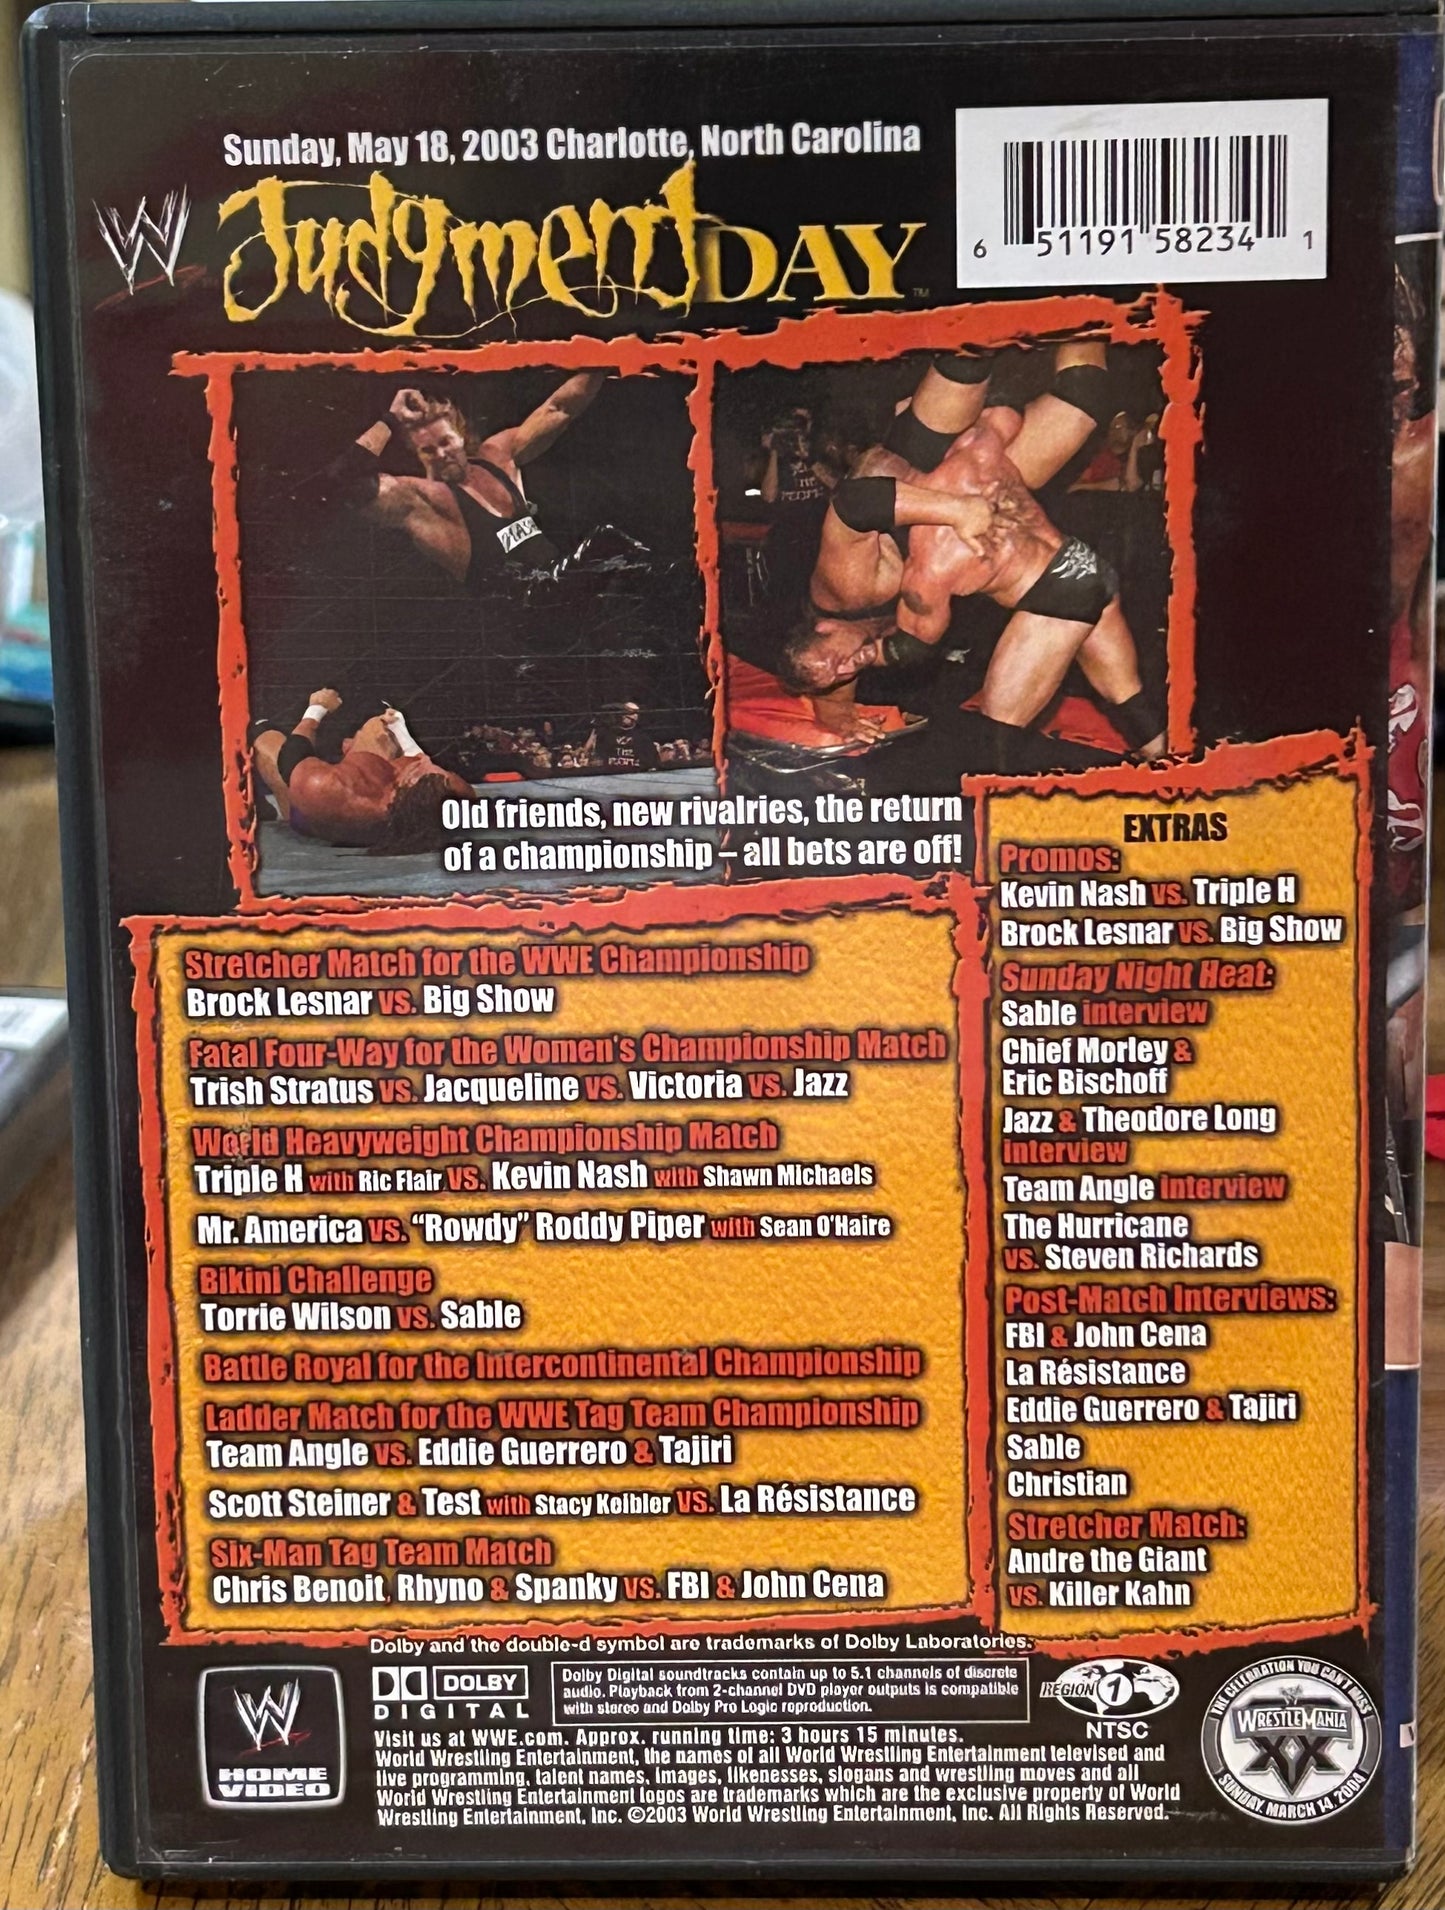 Sunday, May 18, 2003 Charlotte, North Carolina
W Judgment DAY™
6 51191 58234 1
NASH
THE
PEOPLE
Old friends, new rivalries, the return
of a championship – all bets are off!
Stretcher Match for the WWE Championship
Brock Lesnar vs. Big Show
Fatal Four-Way for the Women's Championship Match
Trish Stratus vs. Jacqueline vs. Victoria vs. Jazz
World Heavyweight Championship Match
Triple H with Ric Flair VS. Kevin Nash with Shawn Michaels
Mr. America vs. “Rowdy” Roddy Piper with Sean O'Haire
Bikini Challenge
Torrie Wilson vs. Sable
Battle Royal for the Intercontinental Championship
Ladder Match for the WWE Tag Team Championship
Team Angle vs. Eddie Guerrero & Tajiri
Scott Steiner & Test with Stacy Keibler VS. La Résistance
Six-Man Tag Team Match
Chris Benoit, Rhyno & Spanky vs. FBI & John Cena
EXTRAS
Promos:
Kevin Nash vs. Triple H
Brock Lesnar vs. Big Show
Sunday Night Heat:
Sable interview
Chief Morley &
Eric Bischoff
Jazz & Theodore Long
interview
Team Angle interview
The Hurricane
vs. Steven Richards
Post-Match Interviews:
FBI & John Cena
La Résistance
Eddie Guerrero & Tajiri
Sable
Christian
Stretcher Match:
Andre the Giant
vs. Killer Kahn
Dolby and the double-d symbol are trademarks of Dolby Laboratories.
W
HOME
VIDEO
DOLBY
DIGITAL
Dolby Digital soundtracks contain up to 5.1 channels of discrete
audio. Playback from 2-channel DVD player outputs is compatible
with stereo and Dolby Pro Logic reproduction.
REGION 1
NTSC
Visit us at WWE.com. Approx. running time: 3 hours 15 minutes.
World Wrestling Entertainment, the names of all World Wrestling Entertainment televised and
live programming, talent names, images, likenesses, slogans and wrestling moves and all
World Wrestling Entertainment logos are trademarks which are the exclusive property of World
Wrestling Entertainment, Inc. ©2003 World Wrestling Entertainment, Inc. All Rights Reserved.
THE CELEBRATION YOU CAN'T MISS
WRESTLEMANIA
XX
SUNDAY, MARCH 14, 2004